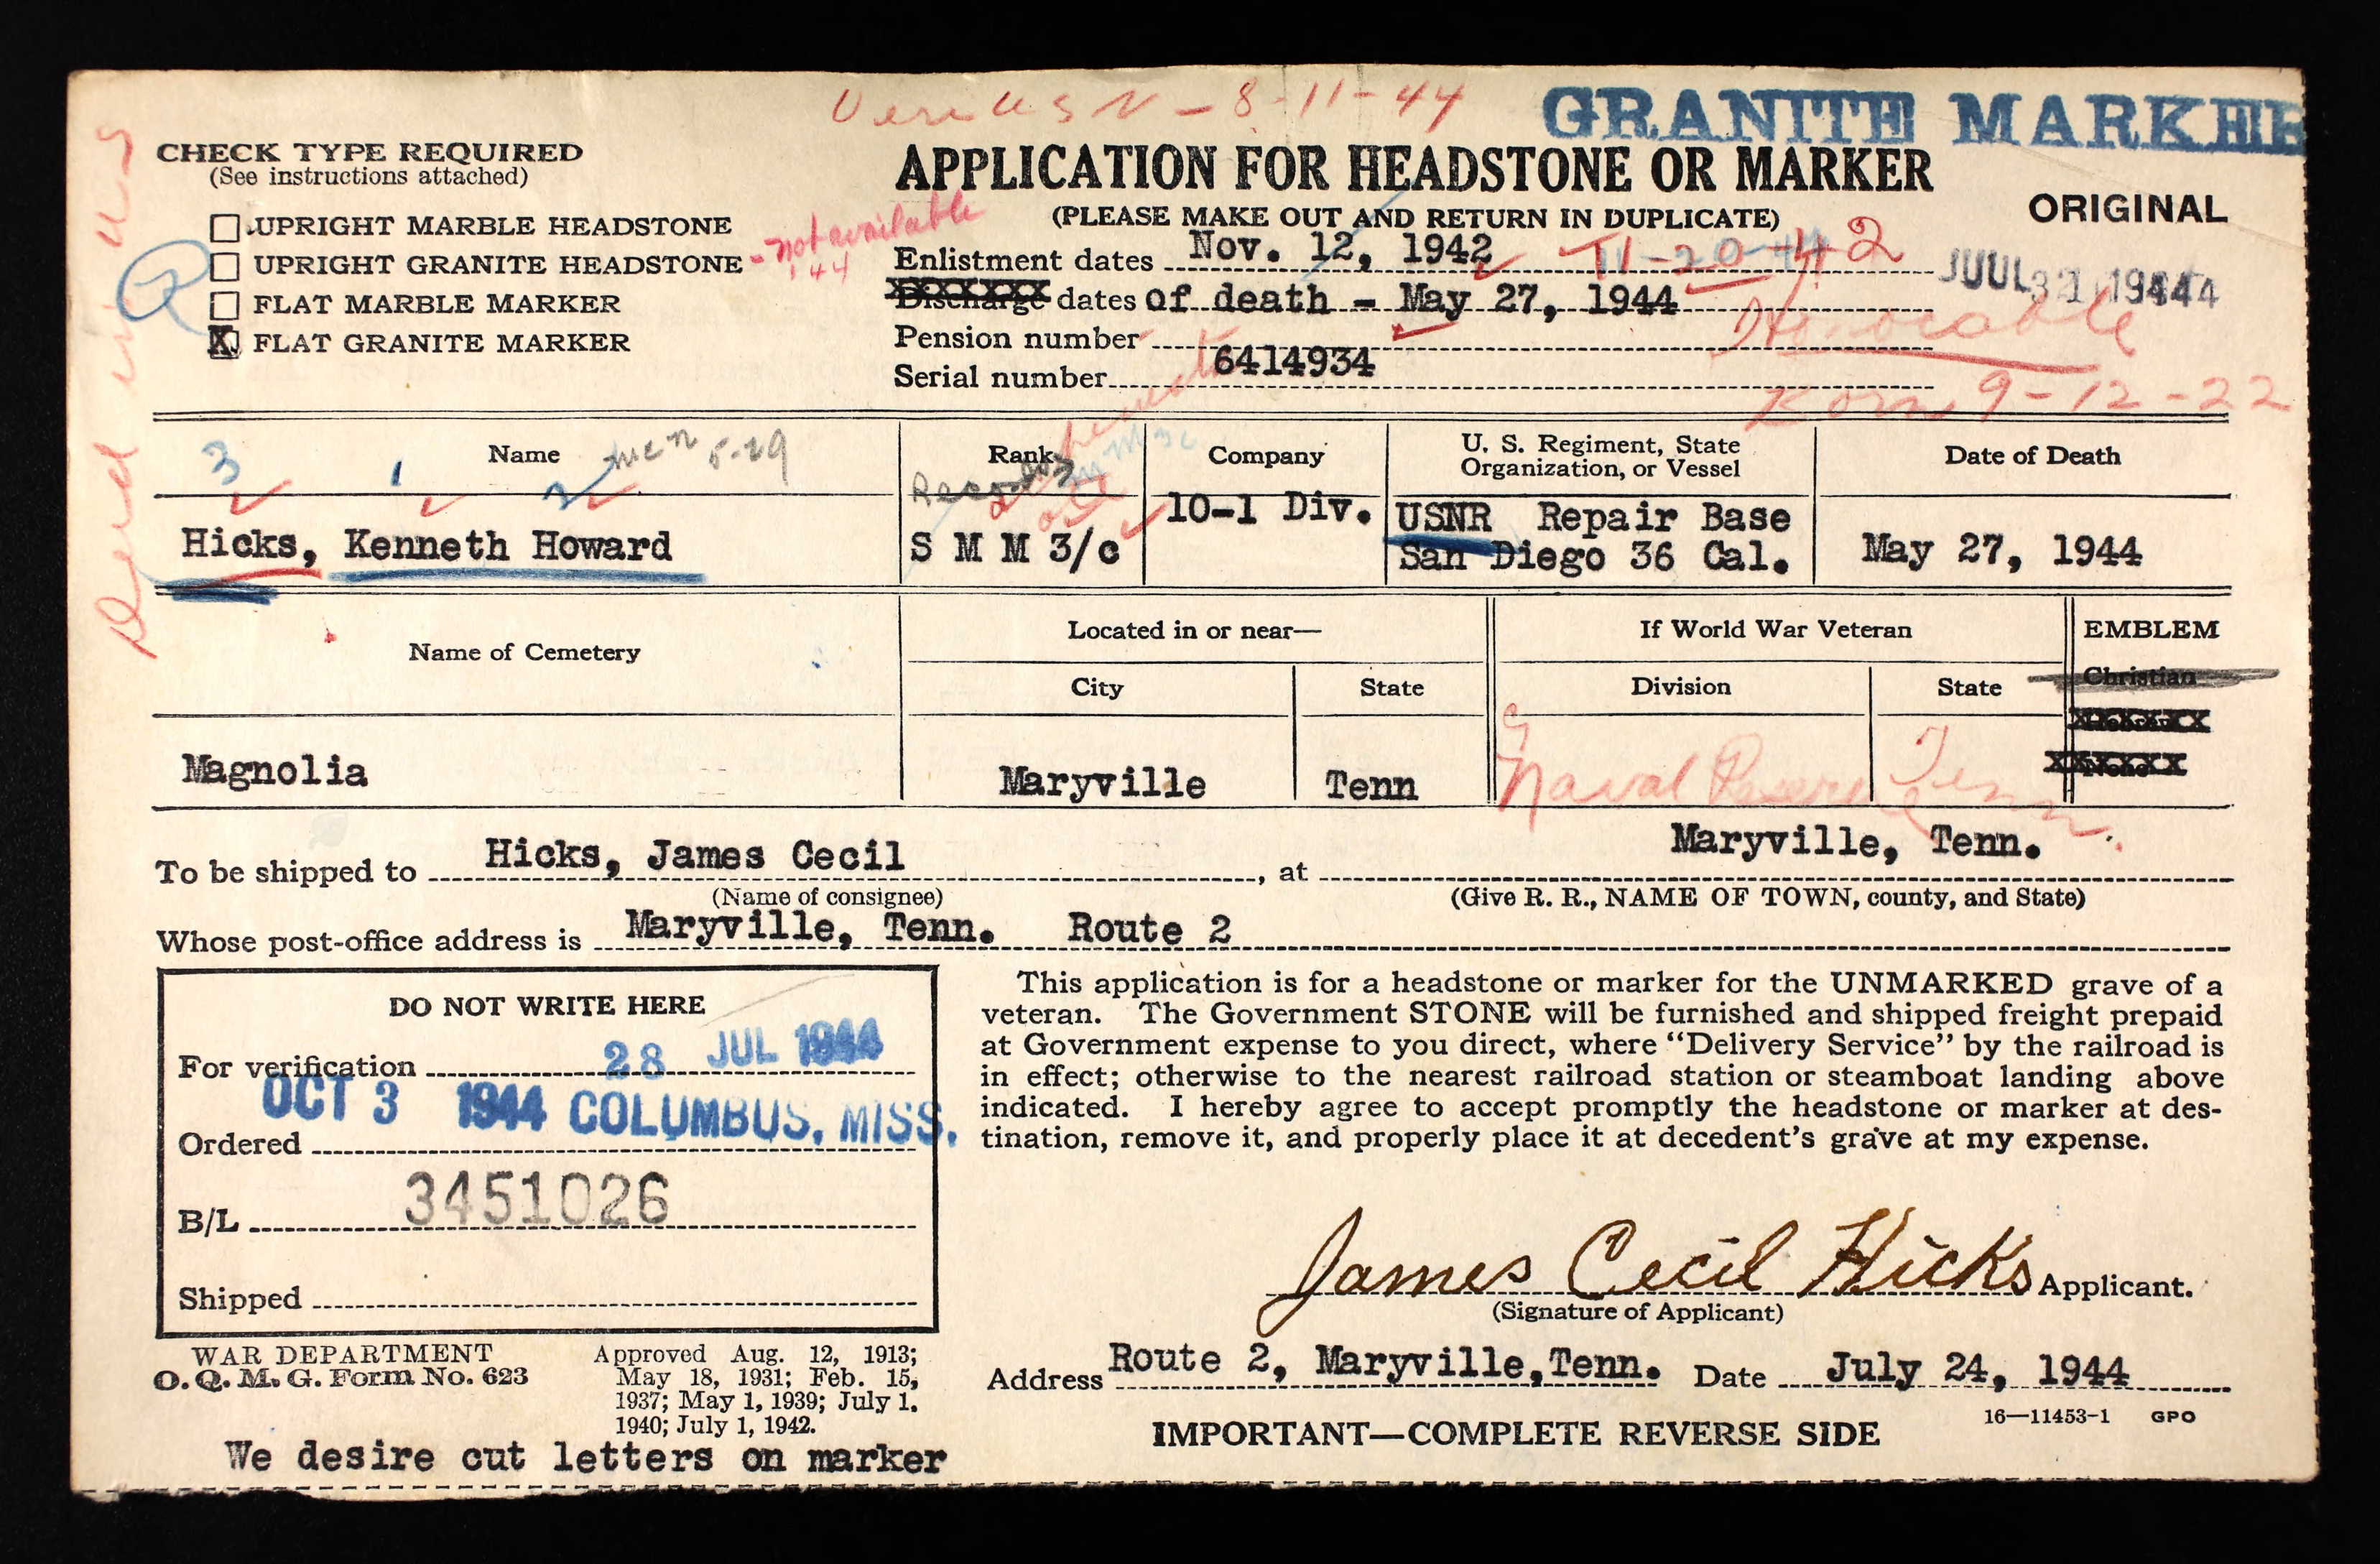 Veri USN - 8-11-44
GRANITE MARKER
CHECK TYPE REQUIRED
(See instructions attached)
APPLICATION FOR HEADSTONE OR MARKER
(PLEASE MAKE OUT AND RETURN IN DUPLICATE)
ORIGINAL
UPRIGHT MARBLE HEADSTONE
UPRIGHT GRANITE HEADSTONE - not available
'44
FLAT MARBLE MARKER
X FLAT GRANITE MARKER
Enlistment dates Nov. 12, 1942 11-20-42
Discharge dates of death - May 27, 1944
Honorable
Pension number
Serial number 6414934
Born 9-12-22
3 1 2
Name
Rank
Company
U. S. Regiment, State
Organization, or Vessel
Date of Death
Hicks, Kenneth Howard
S M M 3/c
10-1 Div.
USNR Repair Base
San Diego 36 Cal.
May 27, 1944
Name of Cemetery
Located in or near—
If World War Veteran
EMBLEM
City
State
Division
State
Christian
Hebrew
None
Magnolia
Maryville
Tenn
Naval Reserve
Tenn.
To be shipped to Hicks, James Cecil, at Maryville, Tenn.
(Name of consignee)
(Give R. R., NAME OF TOWN, county, and State)
Whose post-office address is Maryville, Tenn. Route 2
DO NOT WRITE HERE
For verification 28 JUL 1944
OCT 3 1944 COLUMBUS, MISS.
Ordered
B/L 3451026
Shipped
This application is for a headstone or marker for the UNMARKED grave of a
veteran. The Government STONE will be furnished and shipped freight prepaid
at Government expense to you direct, where "Delivery Service" by the railroad is
in effect; otherwise to the nearest railroad station or steamboat landing above
indicated. I hereby agree to accept promptly the headstone or marker at des-
tination, remove it, and properly place it at decedent's grave at my expense.
James Cecil Hicks Applicant.
(Signature of Applicant)
WAR DEPARTMENT
O. Q. M. G. Form No. 623
Approved Aug. 12, 1913;
May 18, 1931; Feb. 15,
1937; May 1, 1939; July 1,
1940; July 1, 1942.
Address Route 2, Maryville, Tenn. Date July 24, 1944
16—11453-1 GPO
IMPORTANT—COMPLETE REVERSE SIDE
We desire cut letters on marker